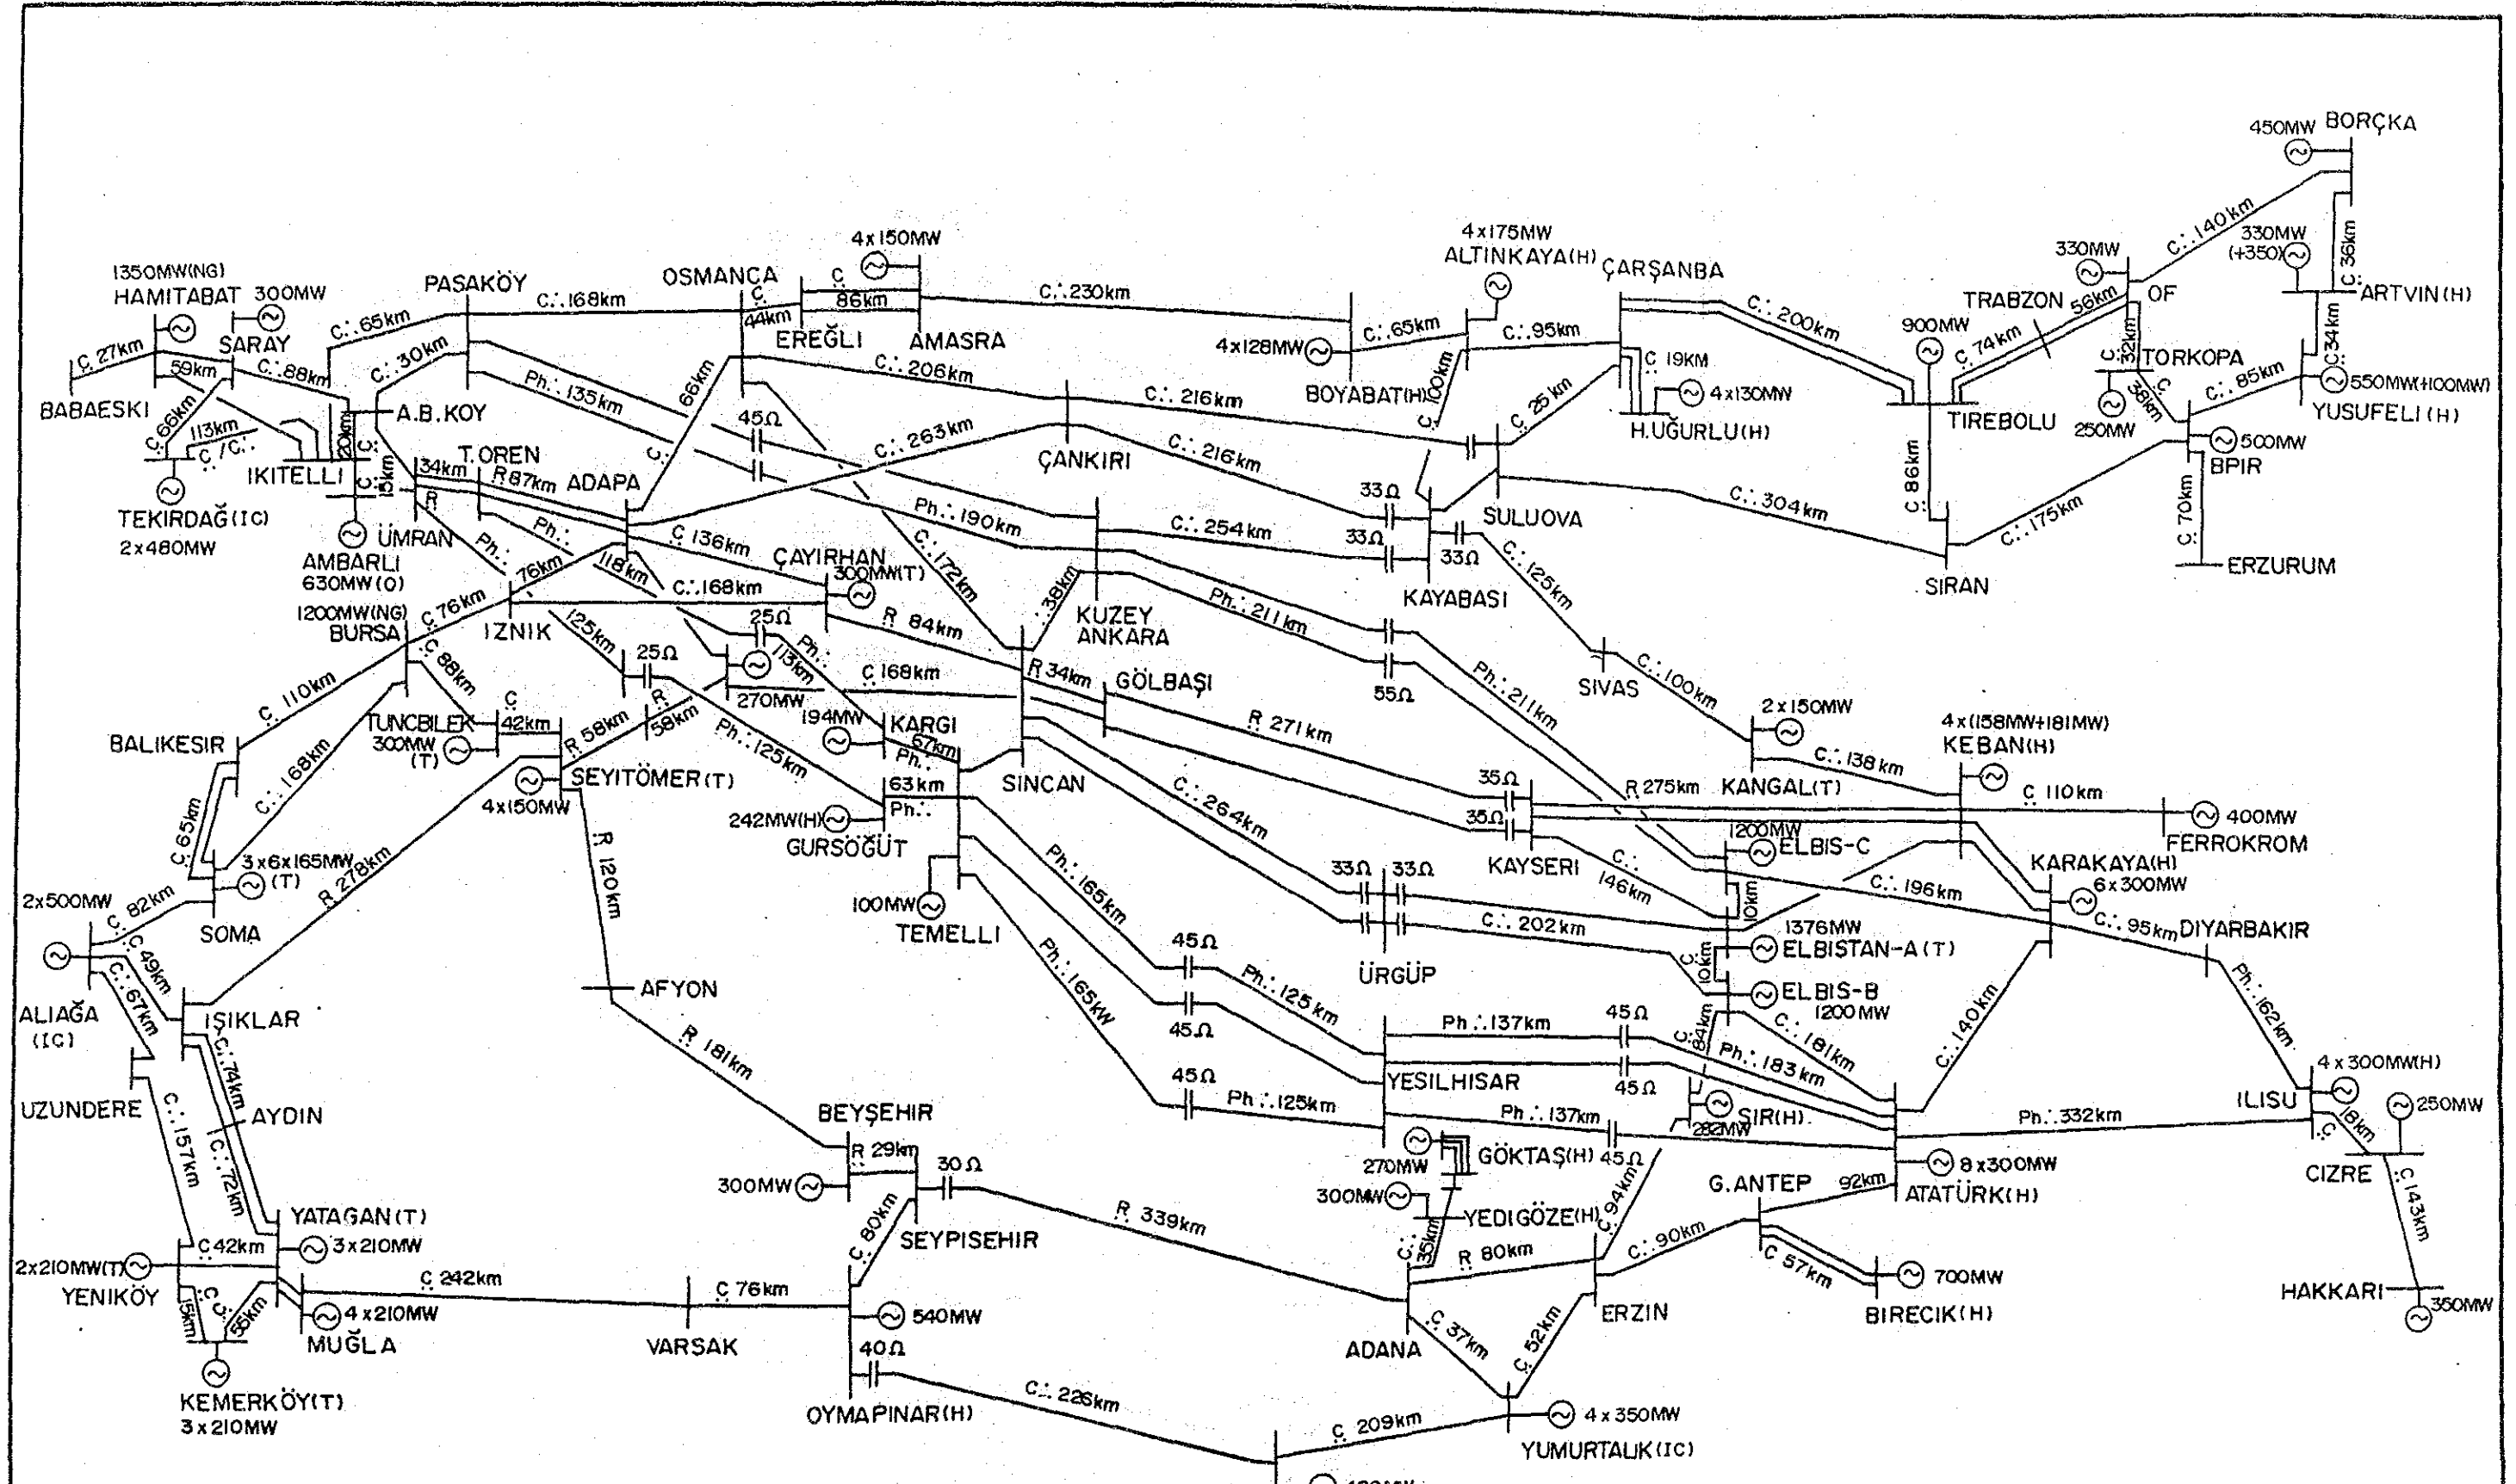 450MW BORÇKA
C∴140km
C∴36km
330MW
330MW
(+350)
OF
ARTVIN(H)
4x150MW
4x175MW
ALTINKAYA(H)
ÇARŞANBA
1350MW(NG)
HAMITABAT
300MW
SARAY
PASAKÖY
C∴168km
OSMANCA
C
44km
EREĞLI
C
86km
AMASRA
C∴230km
C∴65km
C∴95km
C∴200km
TRABZON
56km
C 74km
C 32km
TORKOPA
C∴34km
C 27km
59km
C∴88km
C∴65km
C∴30km
BABAESKI
C 66km
113km
C /C∴
A.B.KOY
20km
C
IKITELLI
C
15km
TEKIRDAĞ(IC)
2x480MW
AMBARLI
630MW(O)
ÜMRAN
Ph∴135km
66km
C∴
45Ω
C∴206km
C∴263km
ÇANKIRI
C∴216km
C∴216km
4x128MW
BOYABAT(H)
C∴100km
C 19KM
4x130MW
H.UĞURLU(H)
C∴25km
900MW
TIREBOLU
C 86km
250MW
C 38km
C∴85km
550MW(+100MW)
YUSUFELI(H)
500MW
BPIR
C∴70km
ERZURUM
C∴175km
SIRAN
C∴304km
SULUOVA
33Ω
33Ω
33Ω
KAYABASI
C∴125km
34km
T.OREN
R 87km
R
ADAPA
Ph∴
Ph∴
118km
76km
C 136km
ÇAYIRHAN
300MW(T)
C∴168km
Ph∴190km
C∴172km
C∴254km
∴38km
KUZEY
ANKARA
Ph∴211km
55Ω
Ph∴211km
SIVAS
C∴100km
1200MW(NG)
BURSA
C 76km
IZNIK
125km
25Ω
25Ω
Ph∴
113km
R 84km
C 168km
R 34km
GÖLBAŞI
C∴88km
C 110km
C∴168km
BALIKESIR
TUNCBILEK
300MW
(T)
C
42km
R 58km
R
58km
270MW
194MW
KARGI
67km
Ph∴
Ph∴125km
SEYITÖMER(T)
4x150MW
63km
Ph∴
242MW(H)
GURSÖĞÜT
SINCAN
R 271km
C∴264km
35Ω
35Ω
KAYSERI
R 275km
2x150MW
KANGAL(T)
C∴138km
4x(158MW+181MW)
KEBAN(H)
C 110km
400MW
FERROKROM
C 65km
3x6x165MW
(T)
SOMA
R 278km
R 120km
2x500MW
C 82km
C∴49km
C∴67km
ALIAĞA
(IC)
IŞIKLAR
100MW
TEMELLI
Ph∴165km
Ph∴165kW
45Ω
45Ω
45Ω
Ph∴125km
Ph∴125km
33Ω
33Ω
C∴202km
ÜRGÜP
C∴
146km
1200MW
ELBIS-C
10km
1376MW
ELBISTAN-A(T)
C
10km
ELBIS-B
1200MW
C∴196km
KARAKAYA(H)
6x300MW
C∴95km
DIYARBAKIR
Ph∴162km
C∴140km
C∴181km
C∴84km
AFYON
R 181km
Ph∴137km
45Ω
Ph∴183km
45Ω
YESILHISAR
Ph∴137km
45Ω
SIR(H)
282MW
Ph∴332km
4x300MW(H)
ILISU
18km
C
250MW
CIZRE
UZUNDERE
C∴74km
AYDIN
C∴72km
C∴157km
BEYŞEHIR
R 29km
300MW
30Ω
SEYPISEHIR
C 80km
R 339km
270MW
GÖKTAŞ(H)
300MW
YEDIGÖZE(H)
C∴
35km
C 94km
G.ANTEP
92km
8x300MW
ATATÜRK(H)
C 143km
YATAGAN(T)
3x210MW
C 42km
2x210MW(T)
YENIKÖY
C
15km
C
55km
4x210MW
MUĞLA
KEMERKÖY(T)
3x210MW
C 242km
VARSAK
C 76km
540MW
40Ω
OYMAPINAR(H)
C∴226km
R 80km
ADANA
C 37km
C 52km
ERZIN
C∴90km
C 57km
700MW
BIRECIK(H)
HAKKARI
350MW
C 209km
4x350MW
YUMURTALIK(IC)